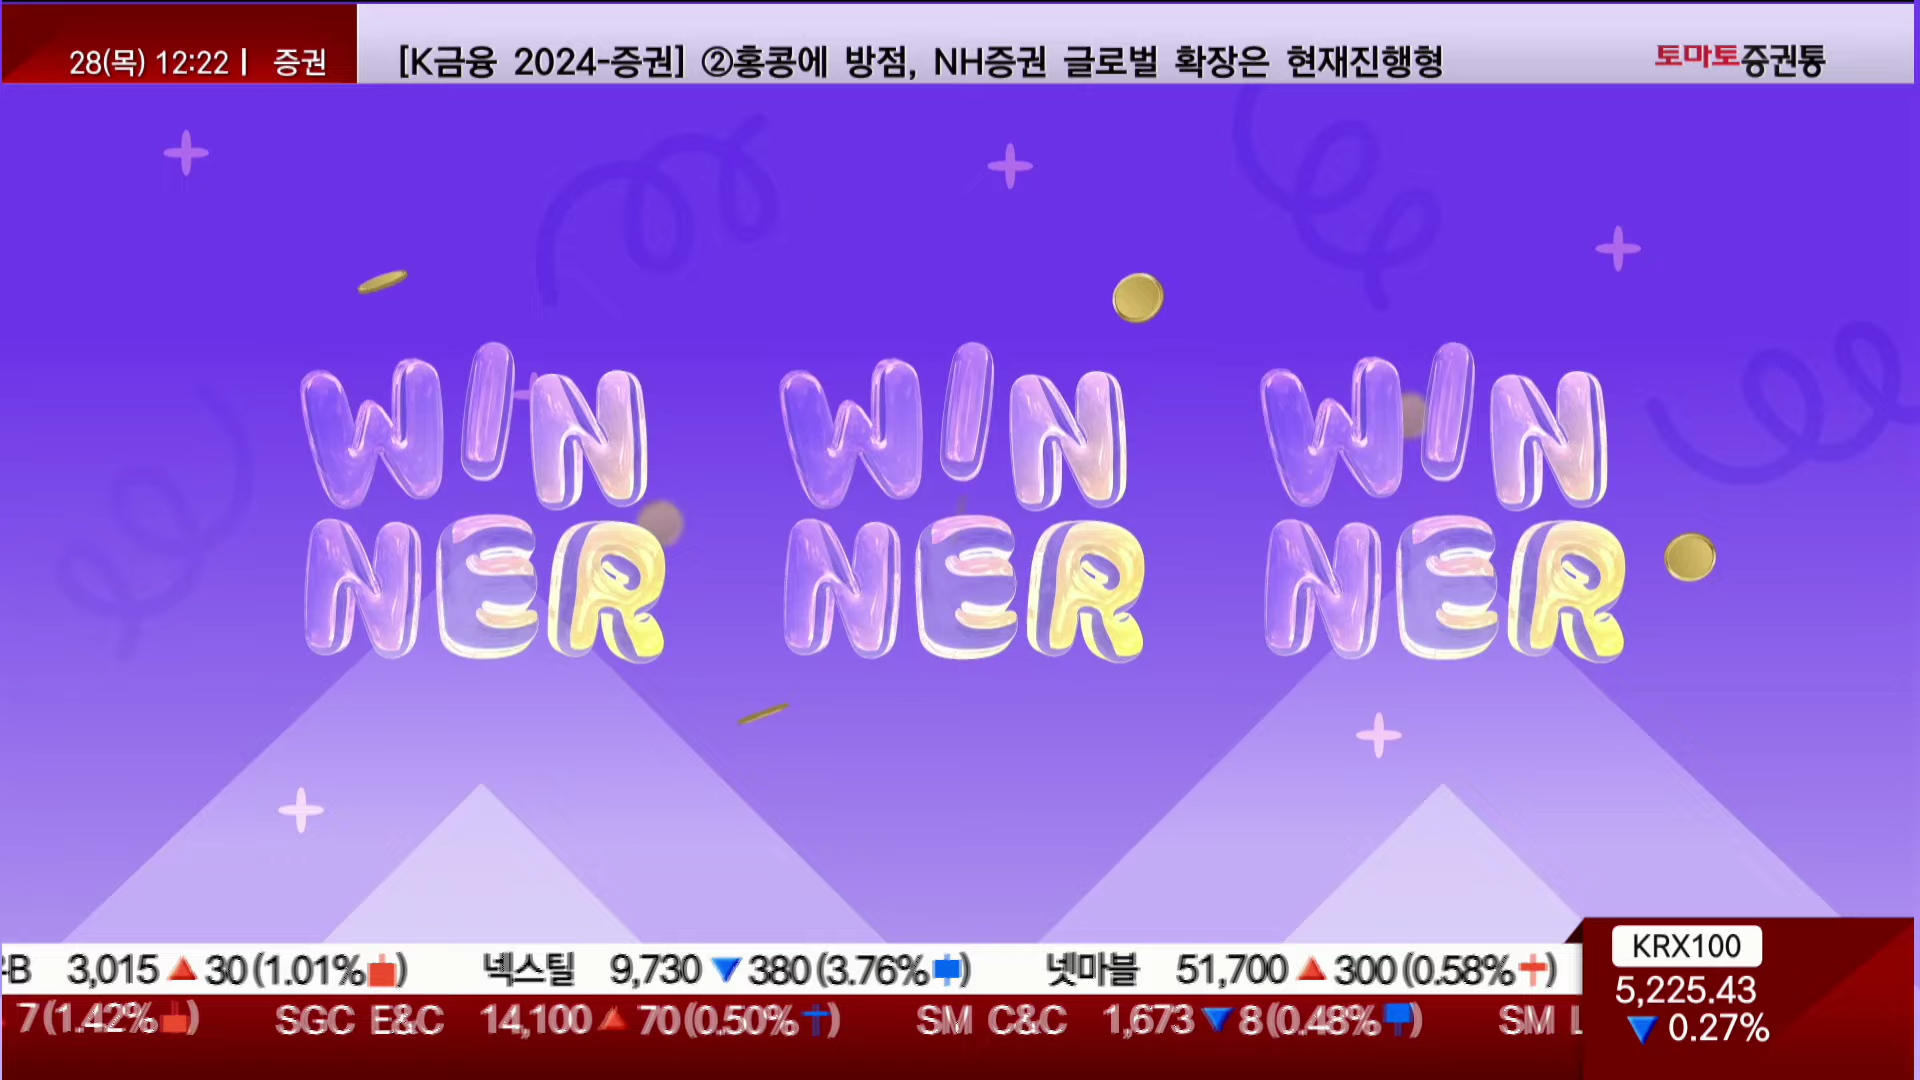 28(목) 12:22 | 증권
[K금융 2024-증권] ②홍콩에 방점, NH증권 글로벌 확장은 현재진행형
토마토증권통
WIN WIN WIN
NER NER NER
B 3,015 ▲ 30 (1.01%) 넥스틸 9,730 ▼ 380 (3.76%) 넷마블 51,700 ▲ 300 (0.58%)
7 (1.42%) SGC E&C 14,100 ▲ 70 (0.50%) SM C&C 1,673 ▼ 8 (0.48%) SM
KRX100
5,225.43
▼ 0.27%